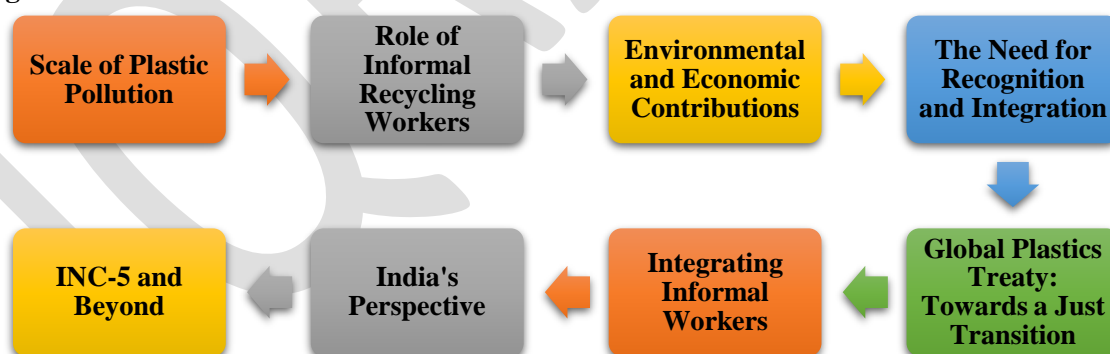 Scale of Plastic
Pollution
Role of
Informal
Recycling
Workers
Environmental
and Economic
Contributions
The Need for
Recognition
and Integration
Global Plastics
Treaty:
Towards a Just
Transition
Integrating
Informal
Workers
India's
Perspective
INC-5 and
Beyond